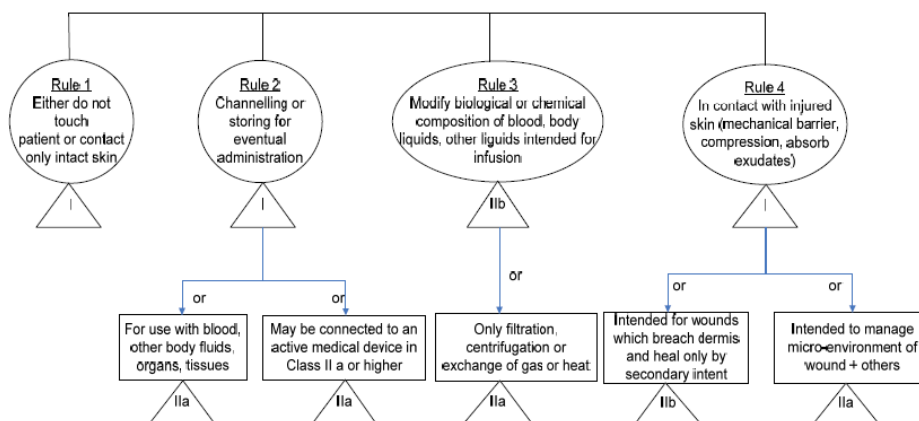 Rule 1
Either do not
touch
patient or contact
only intact skin
I
Rule 2
Channelling or
storing for
eventual
administration
I
Rule 3
Modify biological or chemical
composition of blood, body
liquids, other liguids intended for
infusion
IIb
Rule 4
In contact with injured
skin (mechanical barrier,
compression, absorb
exudates)
I
or
or
or
or
or
For use with blood,
other body fluids,
organs, tissues
IIa
May be connected to an
active medical device in
Class II a or higher
IIa
Only filtration,
centrifugation or
exchange of gas or heat
IIa
Intended for wounds
which breach dermis
and heal only by
secondary intent
IIb
Intended to manage
micro-environment of
wound + others
IIa